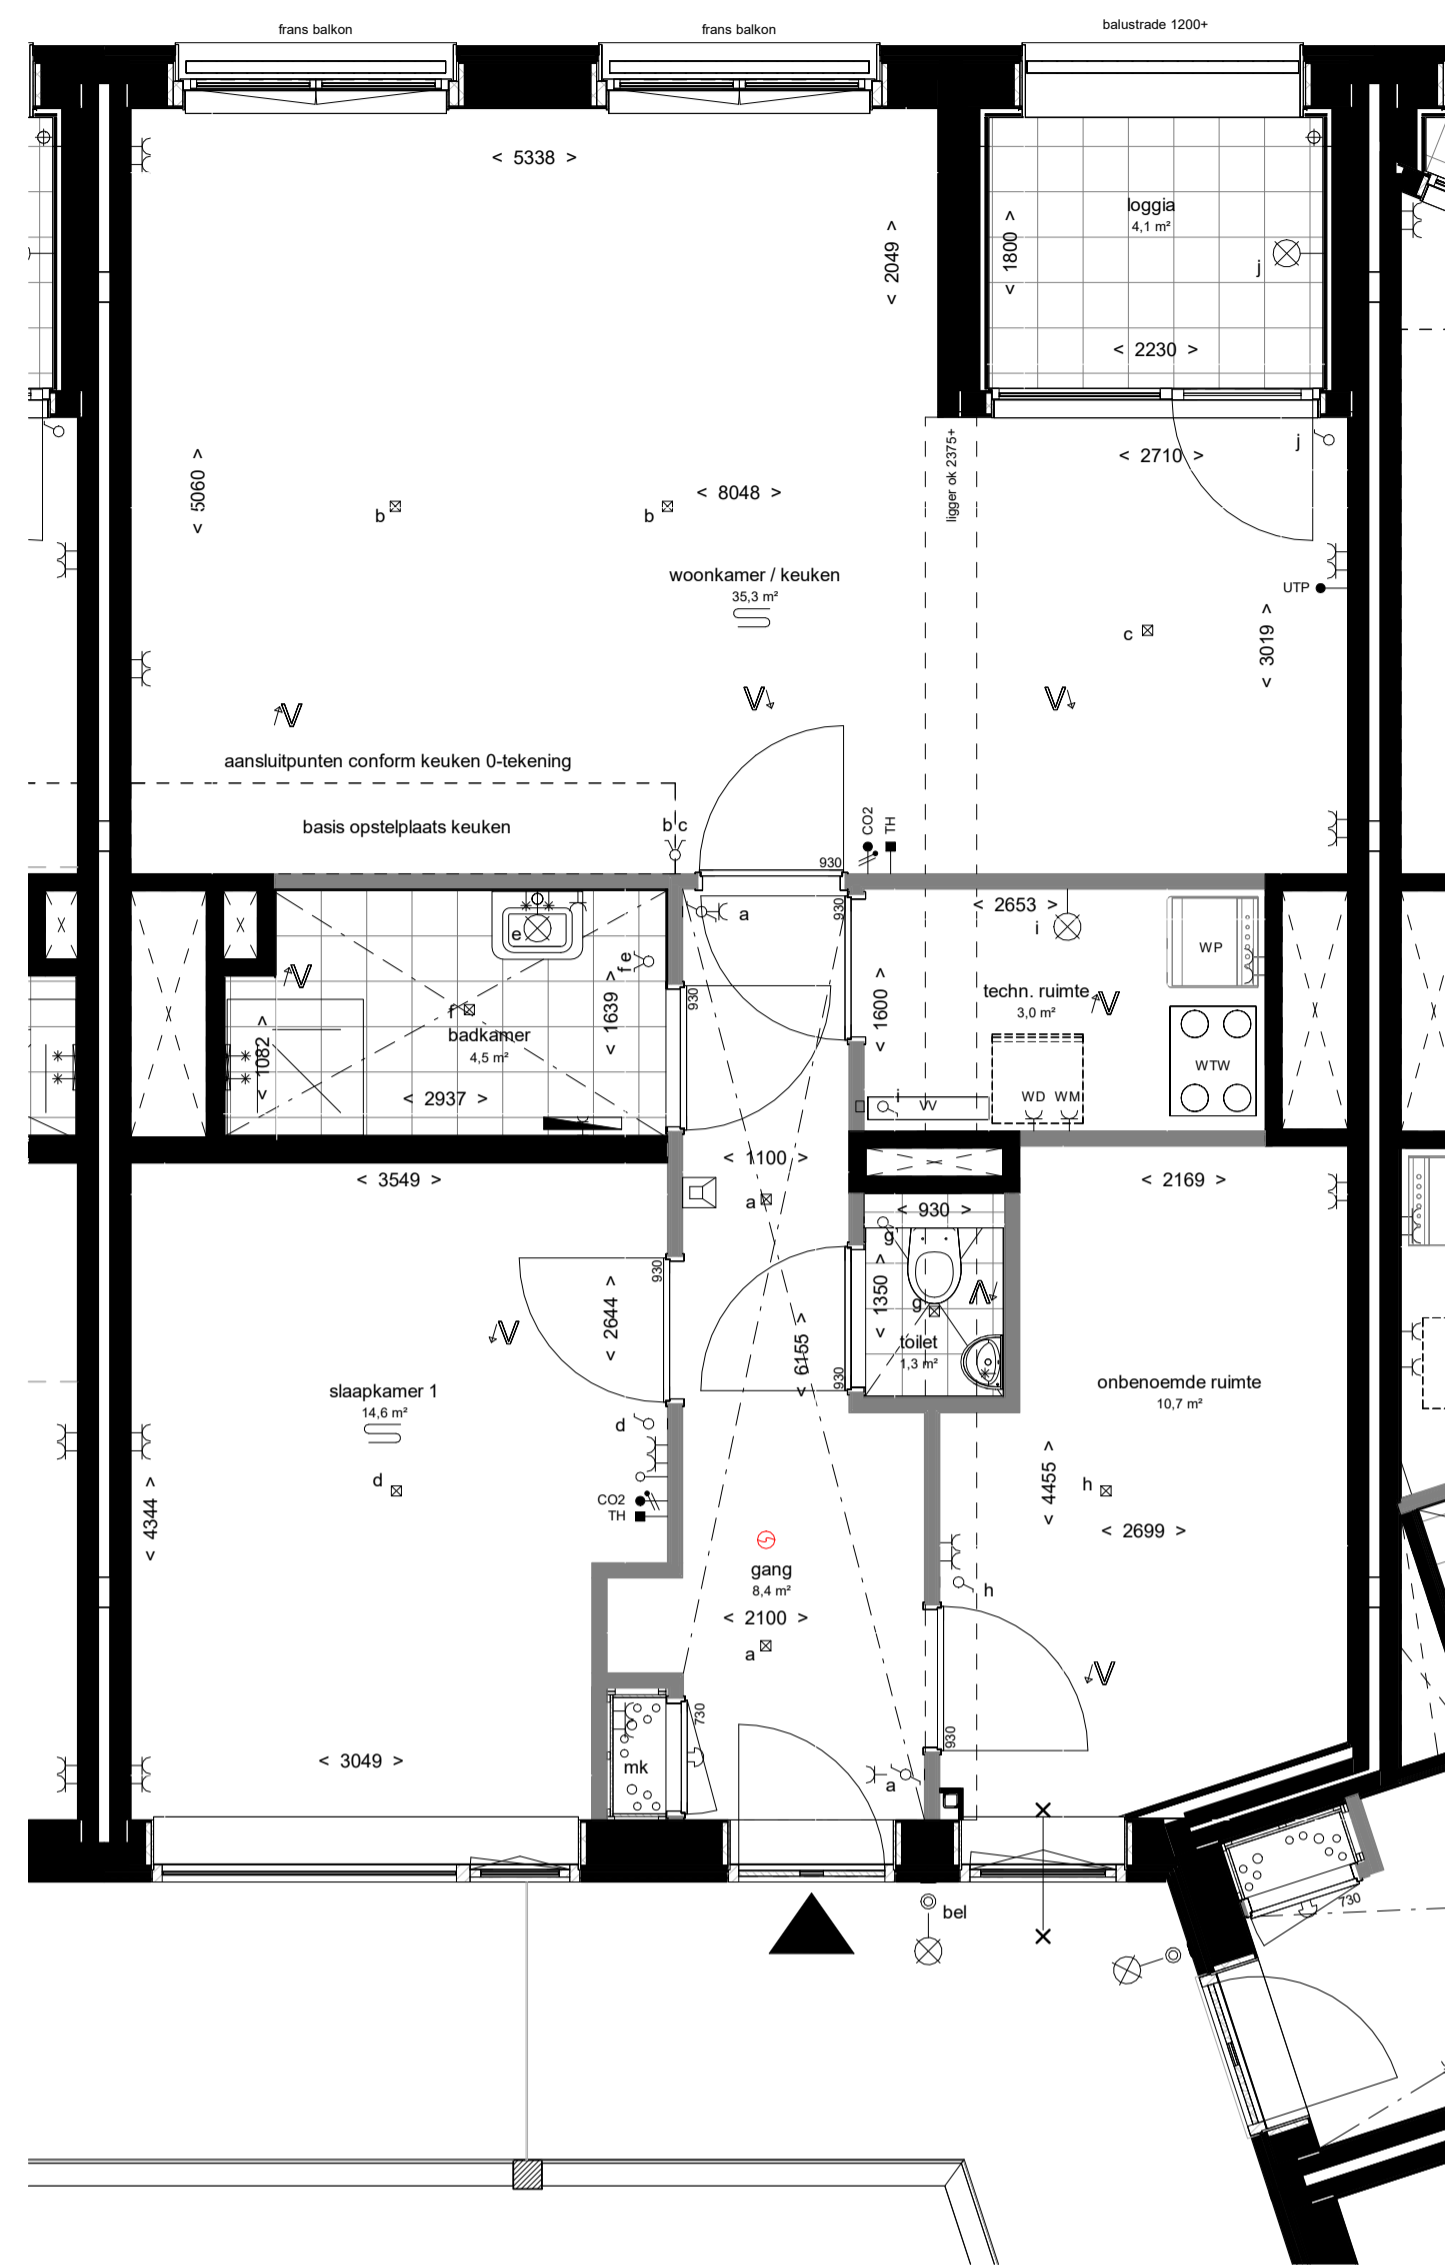 frans balkon
frans balkon
balustrade 1200+
< 5338 >
< 2049 >
loggia
4,1 m²
< 1800 >
j
< 2230 >
ligger ok 2375+
j
< 2710 >
< 5060 >
< 8048 >
b
b
woonkamer / keuken
35,3 m²
UTP
c
< 3019 >
V
V
V
aansluitpunten conform keuken 0-tekening
basis opstelplaats keuken
b c
CO2
TH
930
e
f e
a
930
< 2653 >
i
WP
V
f
badkamer
4,5 m²
< 1639 >
930
< 1600 >
techn. ruimte
3,0 m²
V
< 1082 >
< 2937 >
i
VV
WD
WM
WTW
< 3549 >
< 1100 >
a
< 930 >
g
< 2169 >
930
< 2644 >
V
< 1350 >
g
V
toilet
1,3 m²
< 6155 >
930
slaapkamer 1
14,6 m²
onbenoemde ruimte
10,7 m²
d
d
CO2
TH
< 4344 >
h
< 4455 >
< 2699 >
gang
8,4 m²
< 2100 >
a
h
V
730
930
mk
< 3049 >
a
bel
730